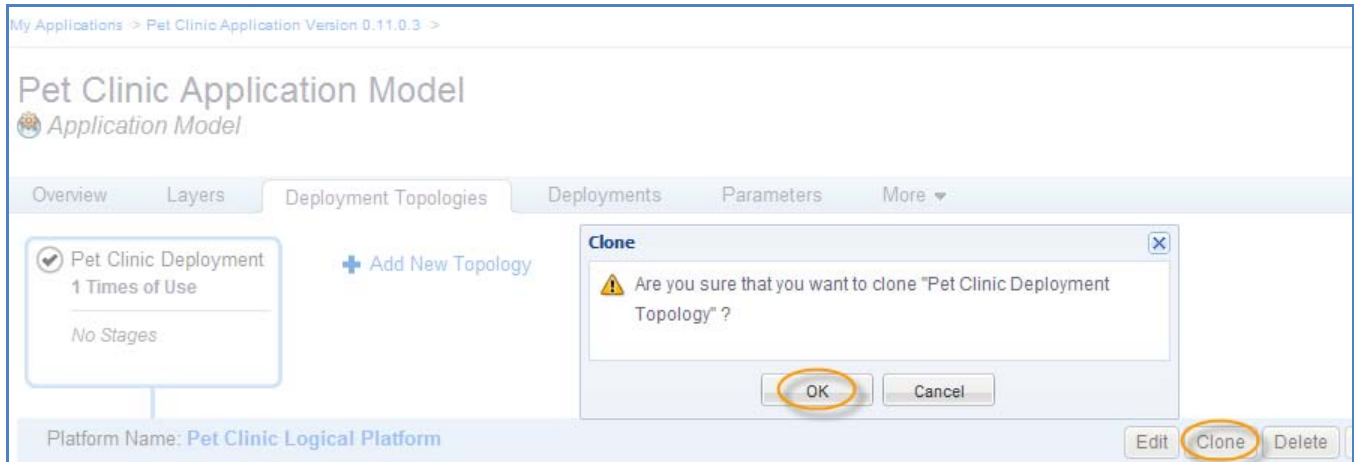 My Applications > Pet Clinic Application Version 0.11.0.3 >
Pet Clinic Application Model
Application Model
Overview Layers Deployment Topologies Deployments Parameters More
Pet Clinic Deployment
1 Times of Use
No Stages
Add New Topology
Clone
Are you sure that you want to clone "Pet Clinic Deployment
Topology" ?
OK Cancel
Platform Name: Pet Clinic Logical Platform
Edit Clone Delete